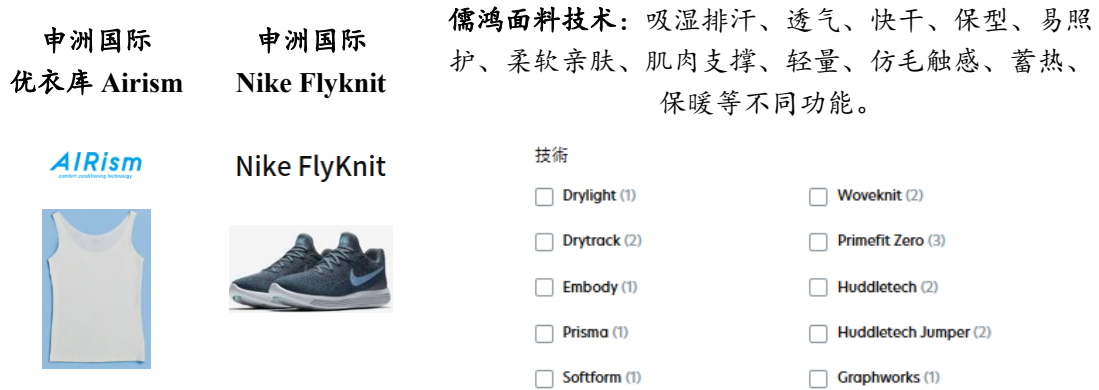 申洲国际
优衣库 Airism
申洲国际
Nike Flyknit
儒鸿面料技术：吸湿排汗、透气、快干、保型、易照
护、柔软亲肤、肌肉支撑、轻量、仿毛触感、蓄热、
保暖等不同功能。
AIRism
comfort conditioning technology
Nike FlyKnit
技術
Drylight (1)
Woveknit (2)
Drytrack (2)
Primefit Zero (3)
Embody (1)
Huddletech (2)
Prisma (1)
Huddletech Jumper (2)
Softform (1)
Graphworks (1)